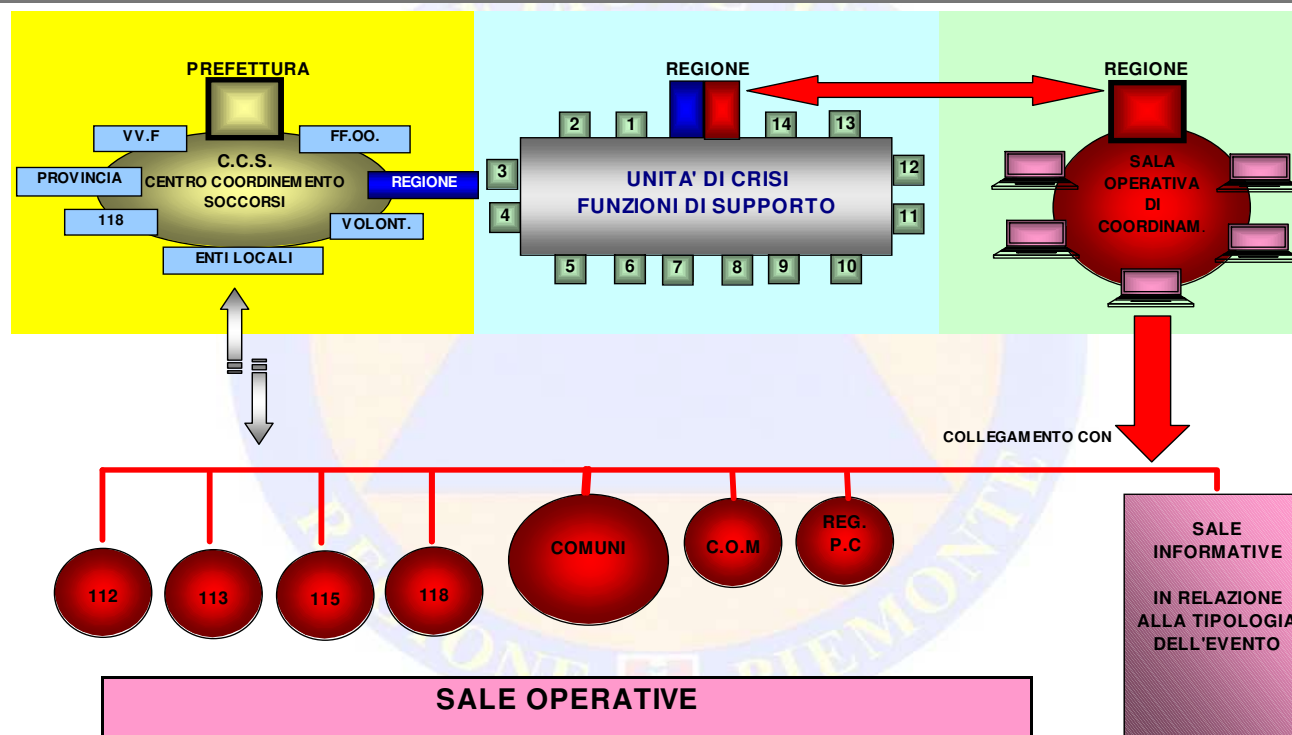 PREFETTURA
VV.F
FF.OO.
C.C.S.
CENTRO COORDINEMENTO
SOCCORSI
PROVINCIA
REGIONE
118
VOLONT.
ENTI LOCALI
REGIONE
2
1
14
13
3
12
4
11
UNITA' DI CRISI
FUNZIONI DI SUPPORTO
5
6
7
8
9
10
REGIONE
SALA
OPERATIVA
DI
COORDINAM.
COLLEGAMENTO CON
112
113
115
118
COMUNI
C.O.M
REG.
P.C
SALE
INFORMATIVE
IN RELAZIONE
ALLA TIPOLOGIA
DELL'EVENTO
SALE OPERATIVE
REGIONE PIEMONTE